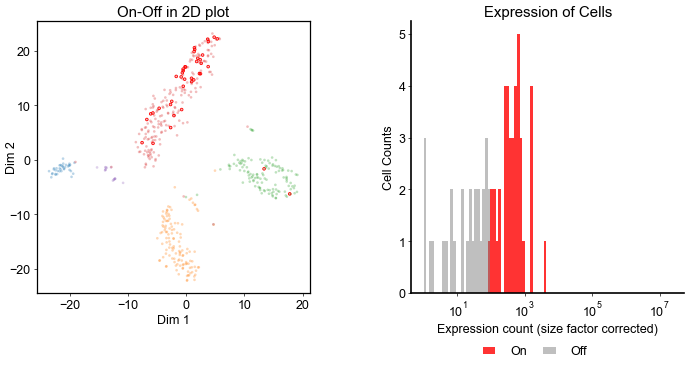 On-Off in 2D plot
Expression of Cells
Dim 2
20
10
0
−10
−20
−20
−10
0
10
20
Dim 1
Cell Counts
5
4
3
2
1
0
10^1
10^3
10^5
10^7
Expression count (size factor corrected)
On
Off